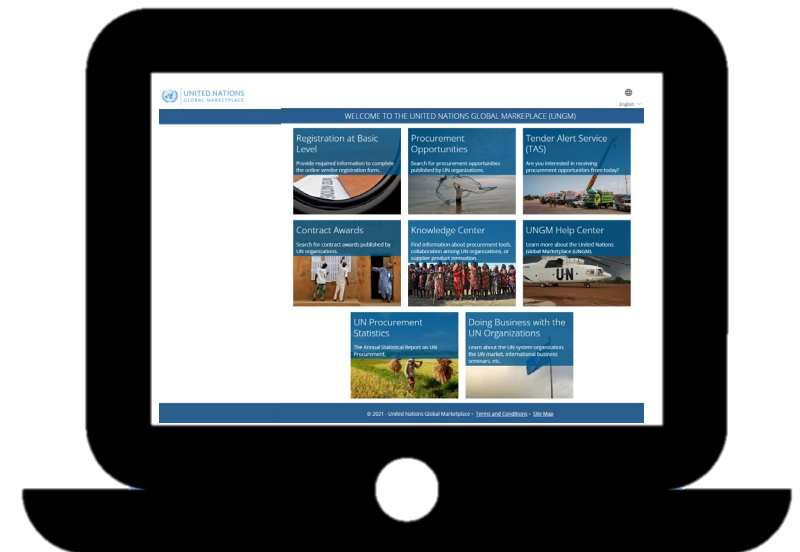 UNITED NATIONS
GLOBAL MARKETPLACE
English
WELCOME TO THE UNITED NATIONS GLOBAL MARKEPLACE (UNGM)
Registration at Basic
Level
Provide required information to complete
the online vendor registration form.
Procurement
Opportunities
Search for procurement opportunities
published by UN organizations.
Tender Alert Service
(TAS)
Are you interested in receiving
procurement opportunities from today?
Contract Awards
Search for contract awards published by
UN organizations.
Knowledge Center
Find information about procurement tools,
collaboration among UN organizations, or
supplier product innovation.
UNGM Help Center
Learn more about the United Nations
Global Marketplace (UNGM).
UN
UN Procurement
Statistics
The Annual Statistical Report on UN
Procurement.
Doing Business with the
UN Organizations
Learn about the UN system organization,
the UN market, international business
seminars, etc.
© 2021 - United Nations Global Marketplace • Terms and Conditions • Site Map